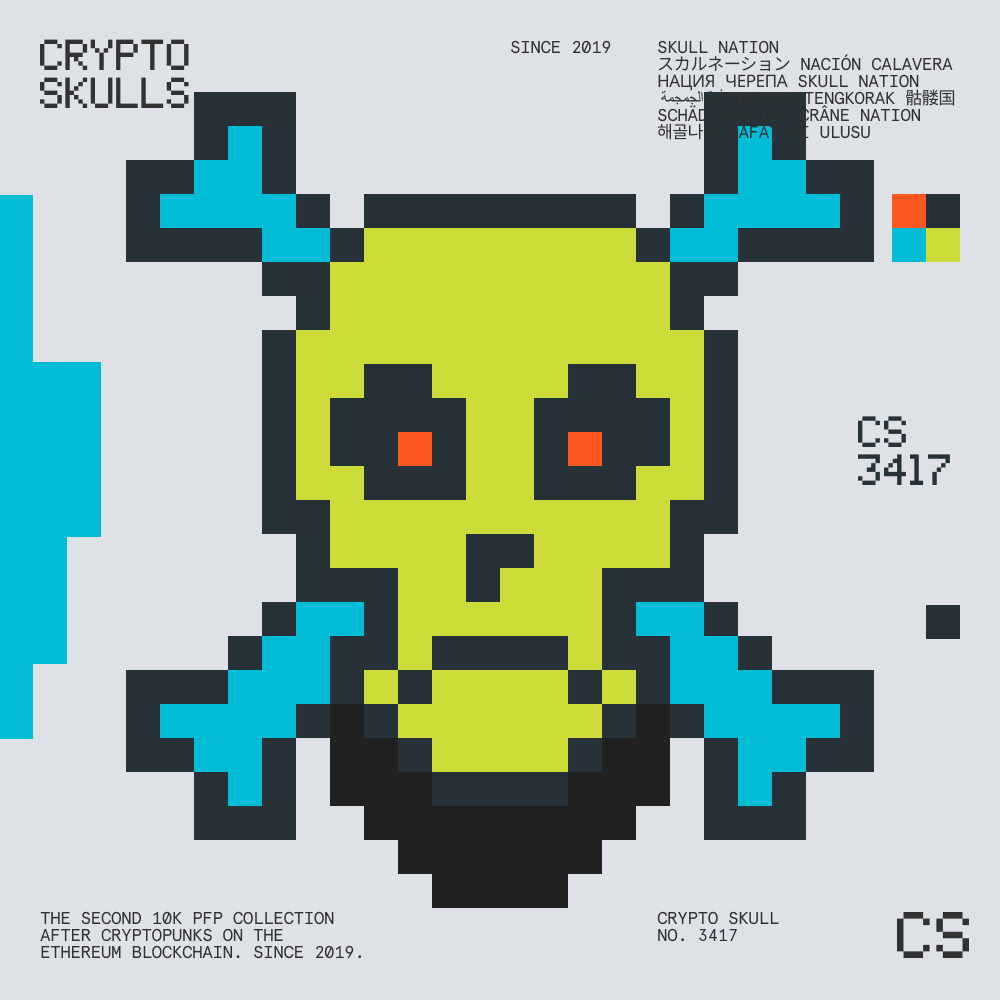 CRYPTO
SKULLS
SINCE 2019
SKULL NATION
スカルネーション NACIÓN CALAVERA
НАЦИЯ ЧЕРЕПА SKULL NATION
الجمجمة TENGKORAK 骷髅国
CRÂNE NATION
해골나 ULUSU
CS
3417
THE SECOND 10K PFP COLLECTION
AFTER CRYPTOPUNKS ON THE
ETHEREUM BLOCKCHAIN. SINCE 2019.
CRYPTO SKULL
NO. 3417
CS